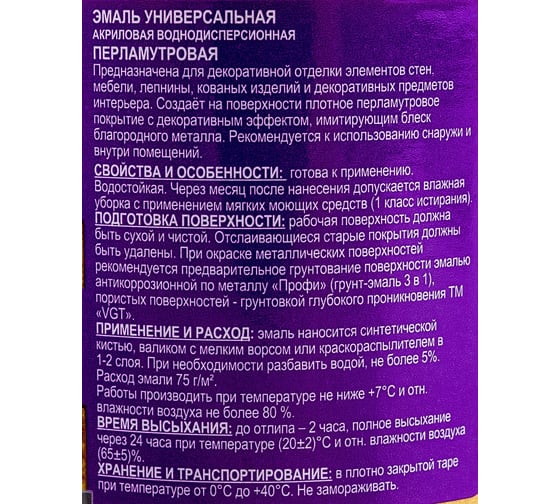 ЭМАЛЬ УНИВЕРСАЛЬНАЯ
АКРИЛОВАЯ ВОДНОДИСПЕРСИОННАЯ
ПЕРЛАМУТРОВАЯ
Предназначена для декоративной отделки элементов стен,
мебели, лепнины, кованых изделий и декоративных предметов
интерьера. Создаёт на поверхности плотное перламутровое
покрытие с декоративным эффектом, имитирующим блеск
благородного металла. Рекомендуется к использованию снаружи и
внутри помещений.
СВОЙСТВА И ОСОБЕННОСТИ: готова к применению.
Водостойкая. Через месяц после нанесения допускается влажная
уборка с применением мягких моющих средств (1 класс истирания).
ПОДГОТОВКА ПОВЕРХНОСТИ: рабочая поверхность должна
быть сухой и чистой. Отслаивающиеся старые покрытия должны
быть удалены. При окраске металлических поверхностей
рекомендуется предварительное грунтование поверхности эмалью
антикоррозионной по металлу «Профи» (грунт-эмаль 3 в 1),
пористых поверхностей - грунтовкой глубокого проникновения ТМ
«VGT».
ПРИМЕНЕНИЕ И РАСХОД: эмаль наносится синтетической
кистью, валиком с мелким ворсом или краскораспылителем в
1-2 слоя. При необходимости разбавить водой, не более 5%.
Расход эмали 75 г/м².
Работы производить при температуре не ниже +7°С и отн.
влажности воздуха не более 80 %.
ВРЕМЯ ВЫСЫХАНИЯ: до отлипа – 2 часа, полное высыхание
через 24 часа при температуре (20±2)°С и отн. влажности воздуха
(65±5)%.
ХРАНЕНИЕ И ТРАНСПОРТИРОВАНИЕ: в плотно закрытой таре
при температуре от 0°С до +40°С. Не замораживать.